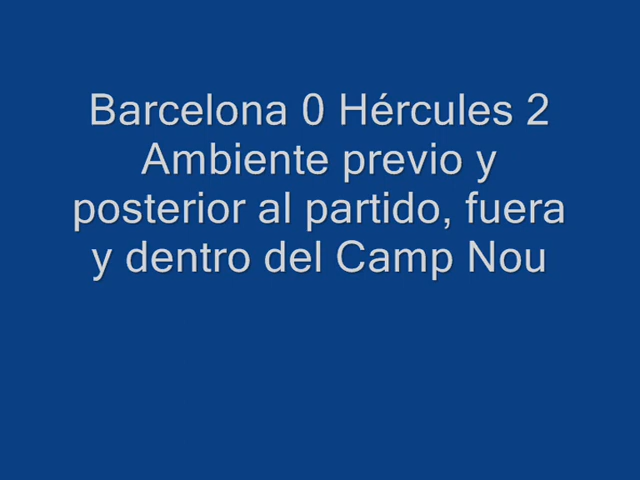 Barcelona 0 Hércules 2
Ambiente previo y
posterior al partido, fuera
y dentro del Camp Nou